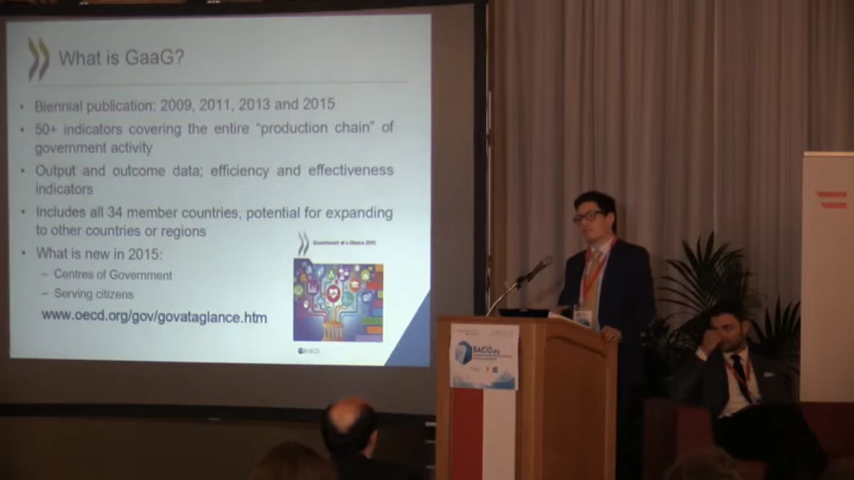 What is GaaG?
• Biennial publication: 2009, 2011, 2013 and 2015
• 50+ indicators covering the entire “production chain” of
government activity
• Output and outcome data; efficiency and effectiveness
indicators
• Includes all 34 member countries, potential for expanding
to other countries or regions
• What is new in 2015:
– Centres of Government
– Serving citizens
www.oecd.org/gov/govataglance.htm
Government at a Glance 2015
OECD
BACID.eu